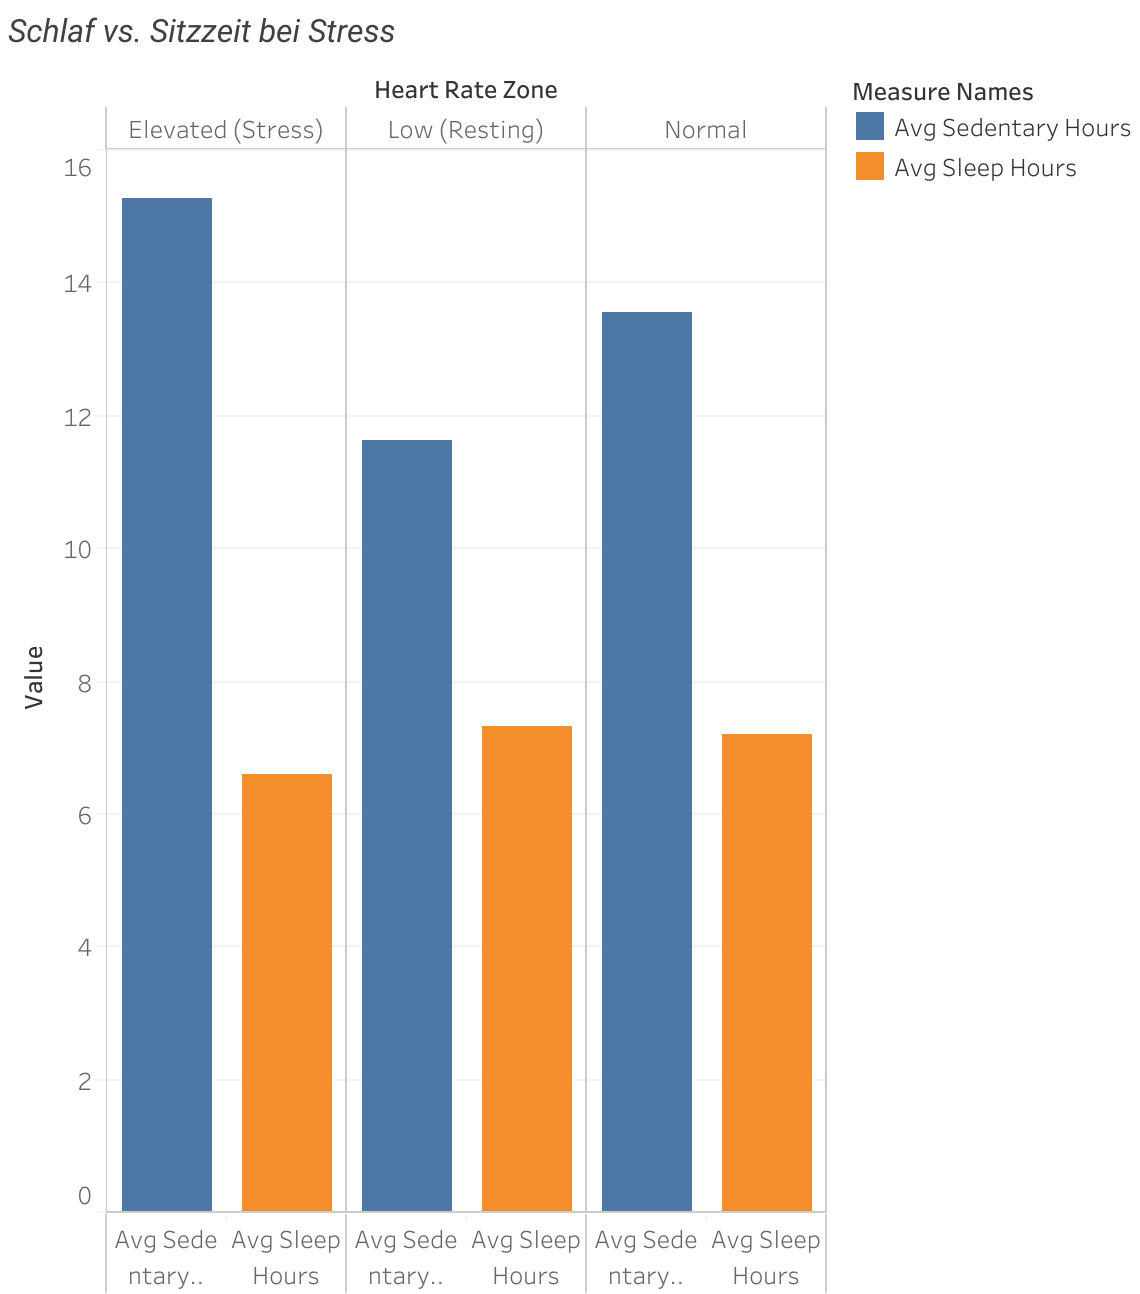 Schlaf vs. Sitzzeit bei Stress
Heart Rate Zone
Elevated (Stress) Low (Resting) Normal
Measure Names
Avg Sedentary Hours
Avg Sleep Hours
16
14
12
10
8
6
4
2
0
Value
Avg Sede Avg Sleep Avg Sede Avg Sleep Avg Sede Avg Sleep
ntary.. Hours ntary.. Hours ntary.. Hours